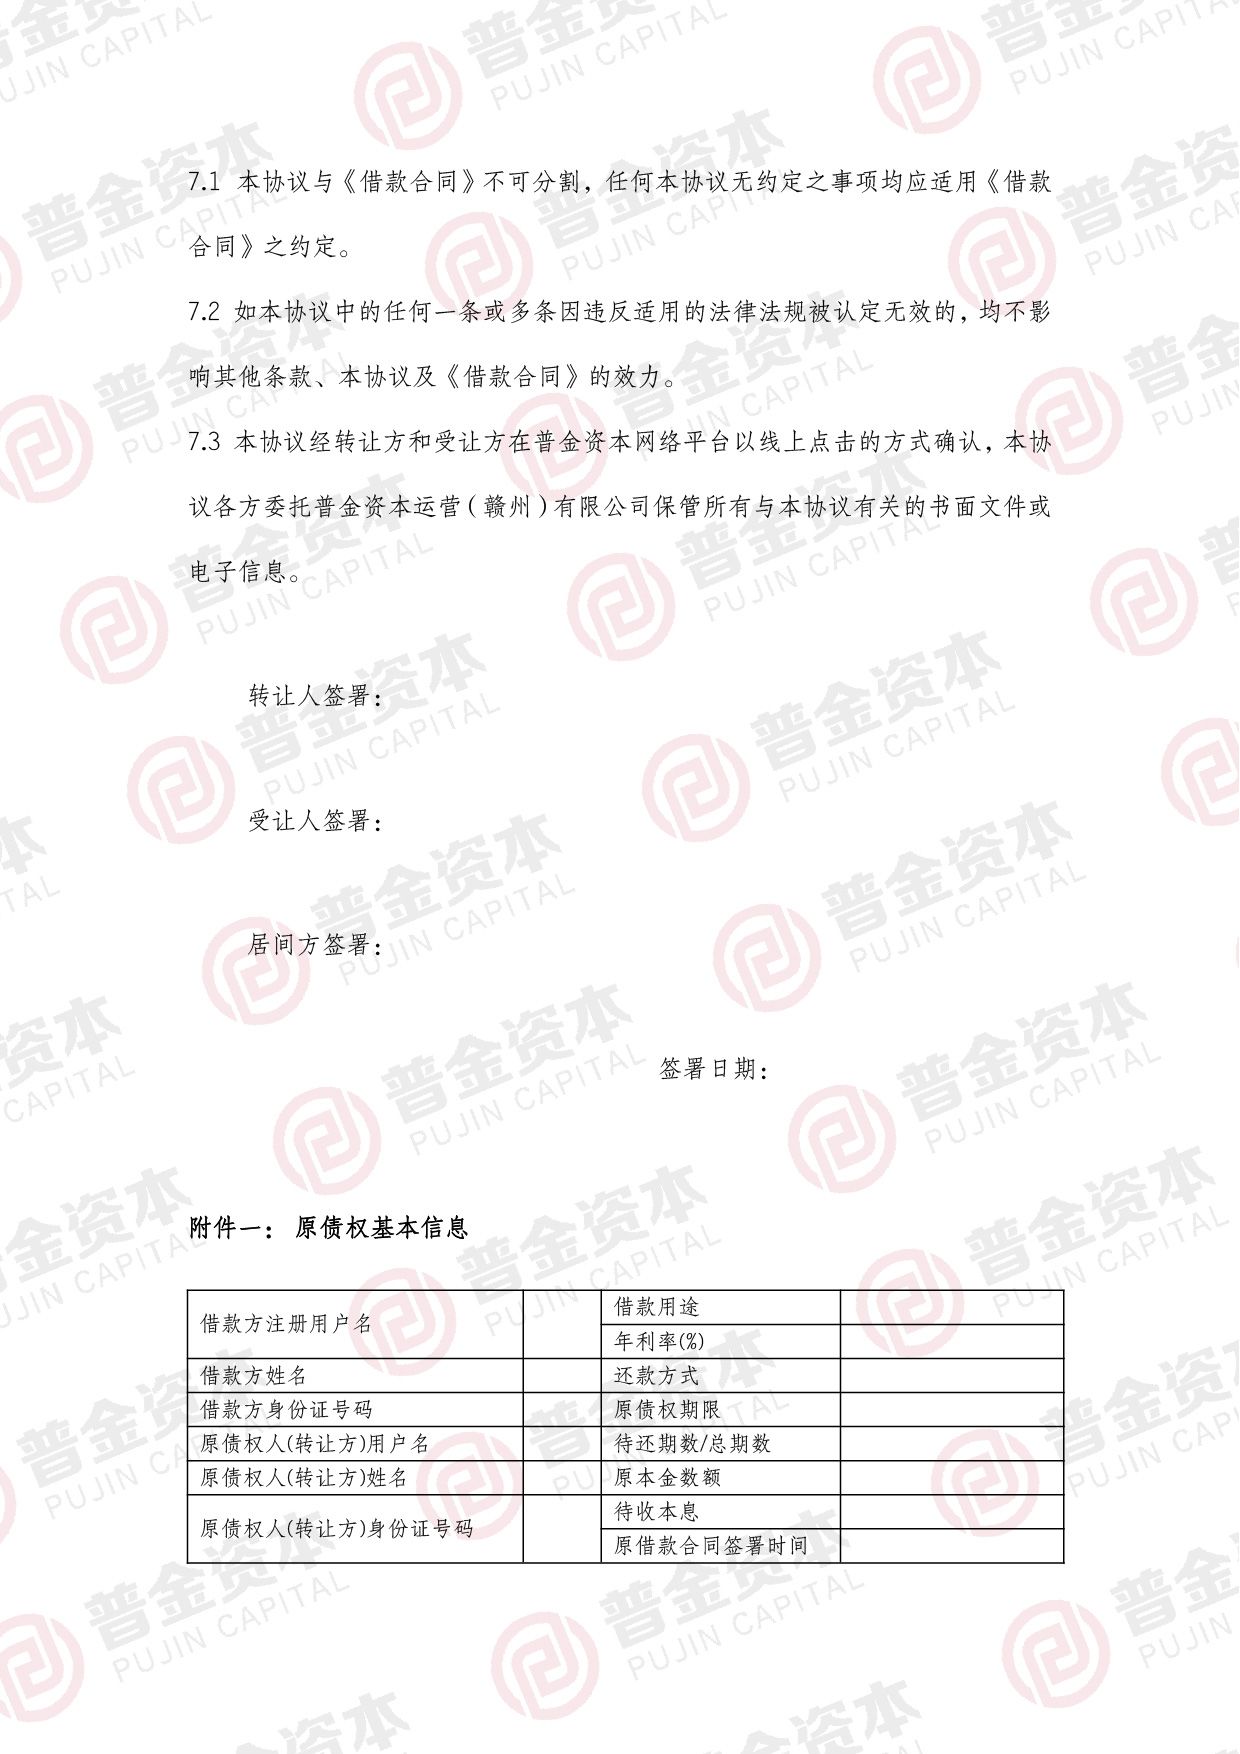 7.1 本协议与《借款合同》不可分割，任何本协议无约定之事项均应适用《借款
合同》之约定。
7.2 如本协议中的任何一条或多条因违反适用的法律法规被认定无效的，均不影
响其他条款、本协议及《借款合同》的效力。
7.3 本协议经转让方和受让方在普金资本网络平台以线上点击的方式确认，本协
议各方委托普金资本运营（赣州）有限公司保管所有与本协议有关的书面文件或
电子信息。
转让人签署：
受让人签署：
居间方签署：
签署日期：
附件一： 原债权基本信息
借款方注册用户名 借款用途
年利率(%)
借款方姓名 还款方式
借款方身份证号码 原债权期限
原债权人(转让方)用户名 待还期数/总期数
原债权人(转让方)姓名 原本金数额
原债权人(转让方)身份证号码 待收本息
原借款合同签署时间
普金资本
PUJIN CAPITAL